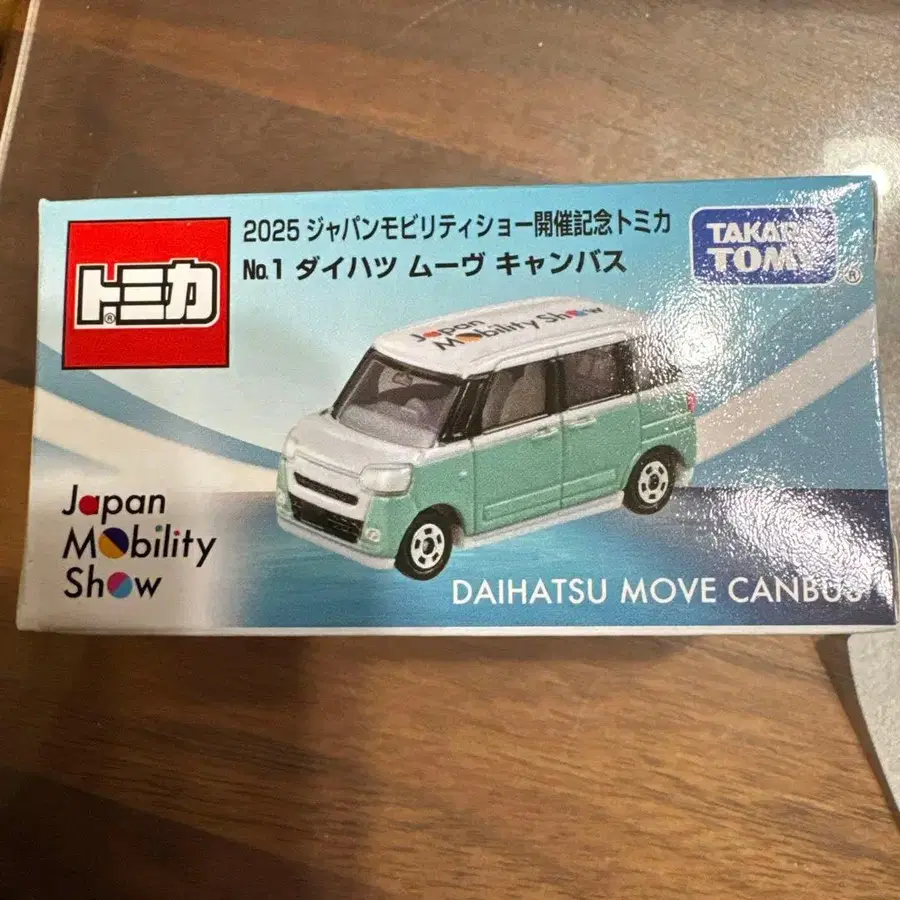 トミカ®
2025 ジャパンモビリティショー開催記念トミカ
No.1 ダイハツ ムーヴ キャンバス
TAKARA
TOMY®
Japan
Mobility Show
Japan
Mobility
Show
DAIHATSU MOVE CANBUS